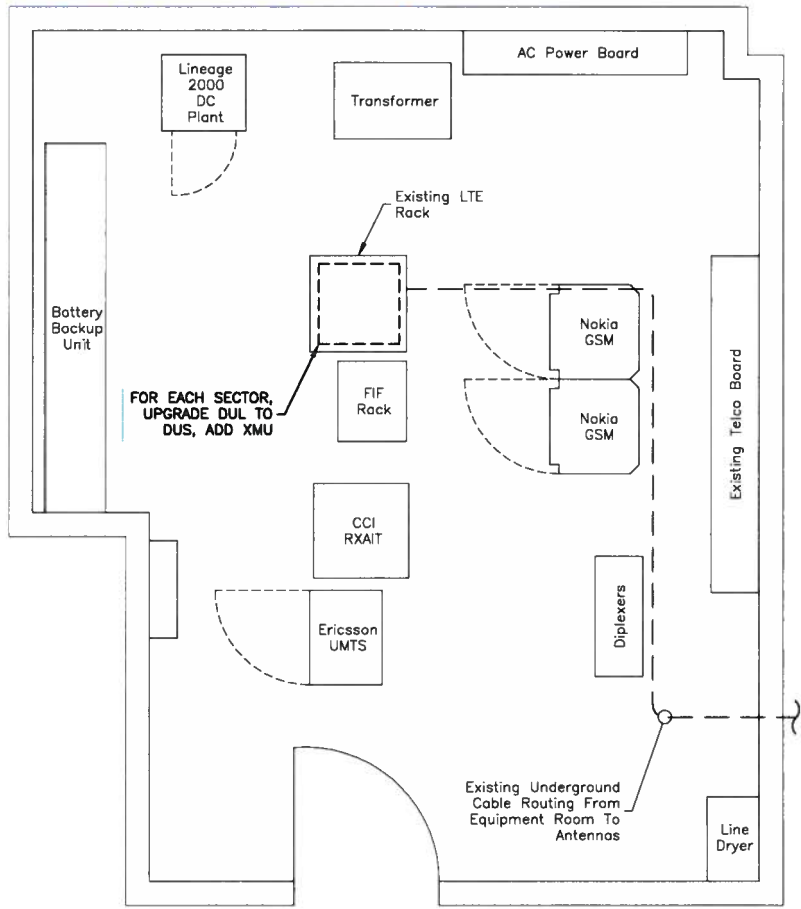 AC Power Board
Lineage
2000
DC
Plant
Transformer
Existing LTE
Rack
Battery
Backup
Unit
Nokia
GSM
FOR EACH SECTOR,
UPGRADE DUL TO
DUS, ADD XMU
FIF
Rack
Nokia
GSM
Existing Telco Board
CCI
RXAIT
Ericsson
UMTS
Diplexers
Existing Underground
Cable Routing From
Equipment Room To
Antennas
Line
Dryer